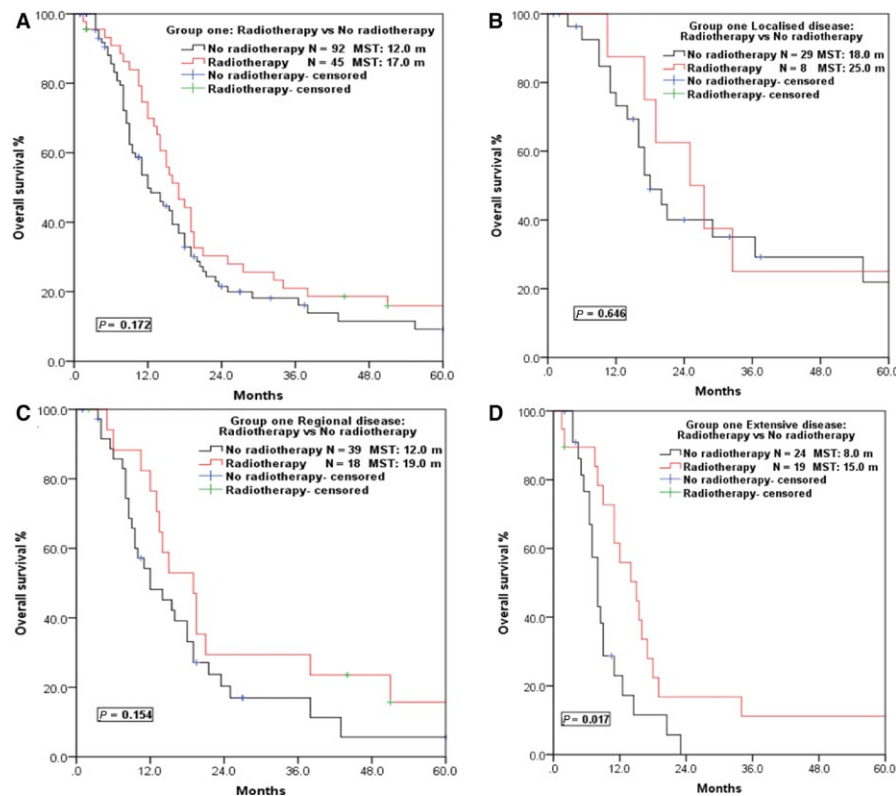 A
Group one: Radiotherapy vs No radiotherapy
No radiotherapy N = 92 MST: 12.0 m
Radiotherapy N = 45 MST: 17.0 m
No radiotherapy- censored
Radiotherapy- censored
Overall survival %
100.0
80.0
60.0
40.0
20.0
0.0
P = 0.172
.0 12.0 24.0 36.0 48.0 60.0
Months
B
Group one Localised disease:
Radiotherapy vs No radiotherapy
No radiotherapy N = 29 MST: 18.0 m
Radiotherapy N = 8 MST: 25.0 m
No radiotherapy- censored
Radiotherapy- censored
Overall survival %
100.0
80.0
60.0
40.0
20.0
0.0
P = 0.646
.0 12.0 24.0 36.0 48.0 60.0
Months
C
Group one Regional disease:
Radiotherapy vs No radiotherapy
No radiotherapy N = 39 MST: 12.0 m
Radiotherapy N = 18 MST: 19.0 m
No radiotherapy- censored
Radiotherapy- censored
Overall survival %
100.0
80.0
60.0
40.0
20.0
0.0
P = 0.154
.0 12.0 24.0 36.0 48.0 60.0
Months
D
Group one Extensive disease:
Radiotherapy vs No radiotherapy
No radiotherapy N = 24 MST: 8.0 m
Radiotherapy N = 19 MST: 15.0 m
No radiotherapy- censored
Radiotherapy- censored
Overall survival %
100.0
80.0
60.0
40.0
20.0
0.0
P = 0.017
.0 12.0 24.0 36.0 48.0 60.0
Months